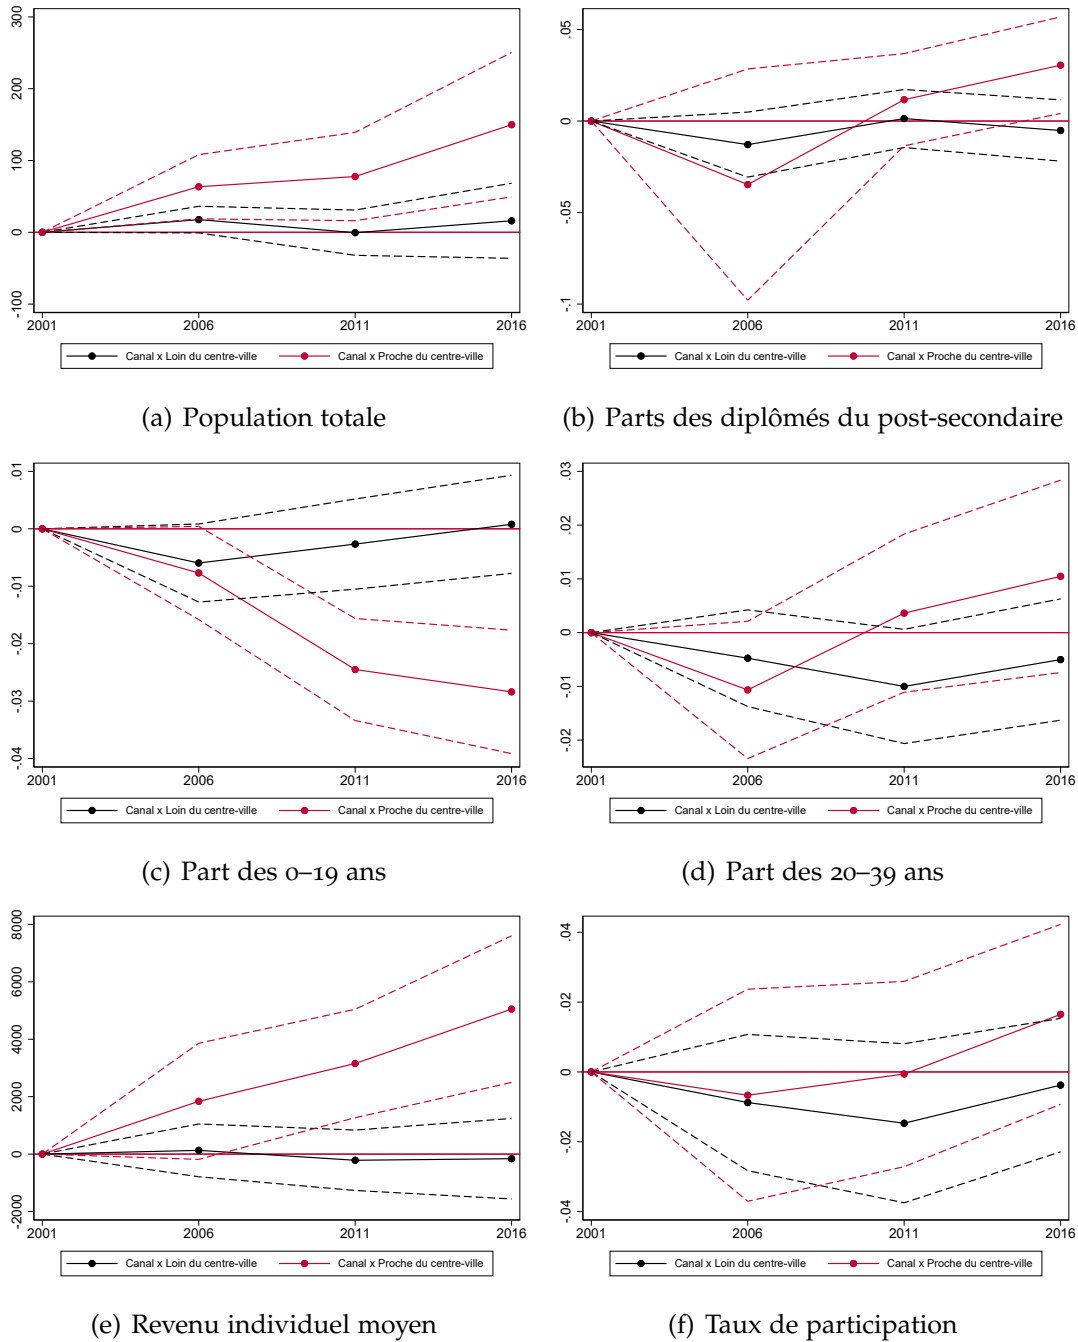 300
200
100
0
-100
2001 2006 2011 2016
Canal x Loin du centre-ville Canal x Proche du centre-ville
(a) Population totale
.05
0
-.05
-.1
2001 2006 2011 2016
Canal x Loin du centre-ville Canal x Proche du centre-ville
(b) Parts des diplômés du post-secondaire
.01
0
-.01
-.02
-.03
-.04
2001 2006 2011 2016
Canal x Loin du centre-ville Canal x Proche du centre-ville
(c) Part des 0–19 ans
.03
.02
.01
0
-.01
-.02
2001 2006 2011 2016
Canal x Loin du centre-ville Canal x Proche du centre-ville
(d) Part des 20–39 ans
8000
6000
4000
2000
0
-2000
2001 2006 2011 2016
Canal x Loin du centre-ville Canal x Proche du centre-ville
(e) Revenu individuel moyen
.04
.02
0
-.02
-.04
2001 2006 2011 2016
Canal x Loin du centre-ville Canal x Proche du centre-ville
(f) Taux de participation